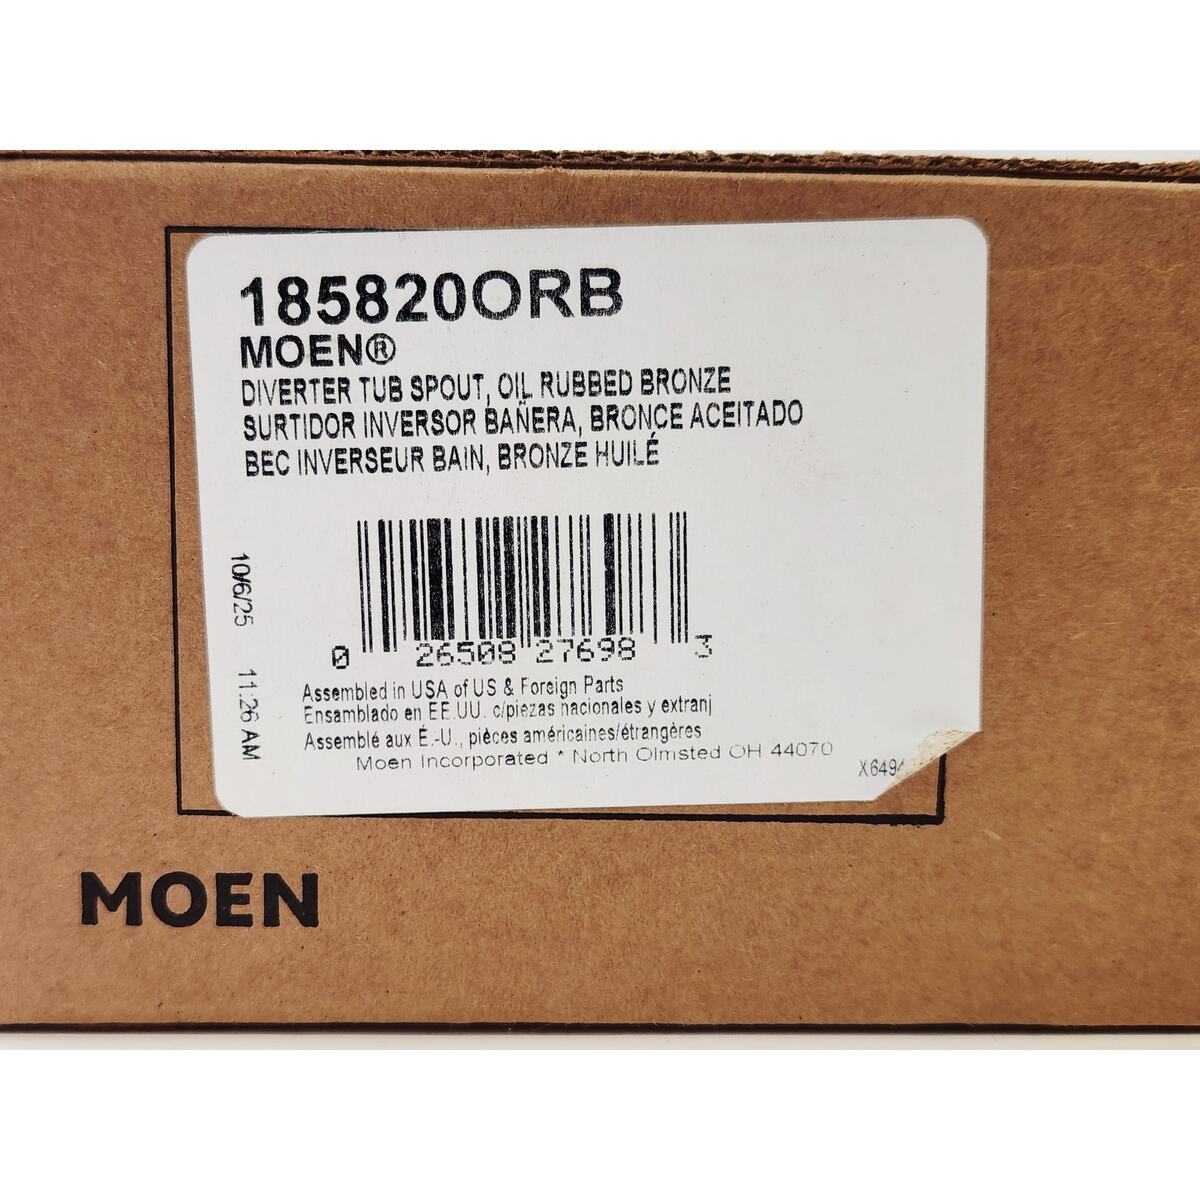 185820ORB
MOEN®
DIVERTER TUB SPOUT, OIL RUBBED BRONZE
SURTIDOR INVERSOR BAÑERA, BRONCE ACEITADO
BEC INVERSEUR BAIN, BRONZE HUILÉ
10/6/25 11:26 AM
0 26508 27698 3
Assembled in USA of US & Foreign Parts
Ensamblado en EE.UU. c/piezas nacionales y extranj
Assemblé aux É.-U., pièces américaines/étrangères
Moen Incorporated * North Olmsted OH 44070
MOEN